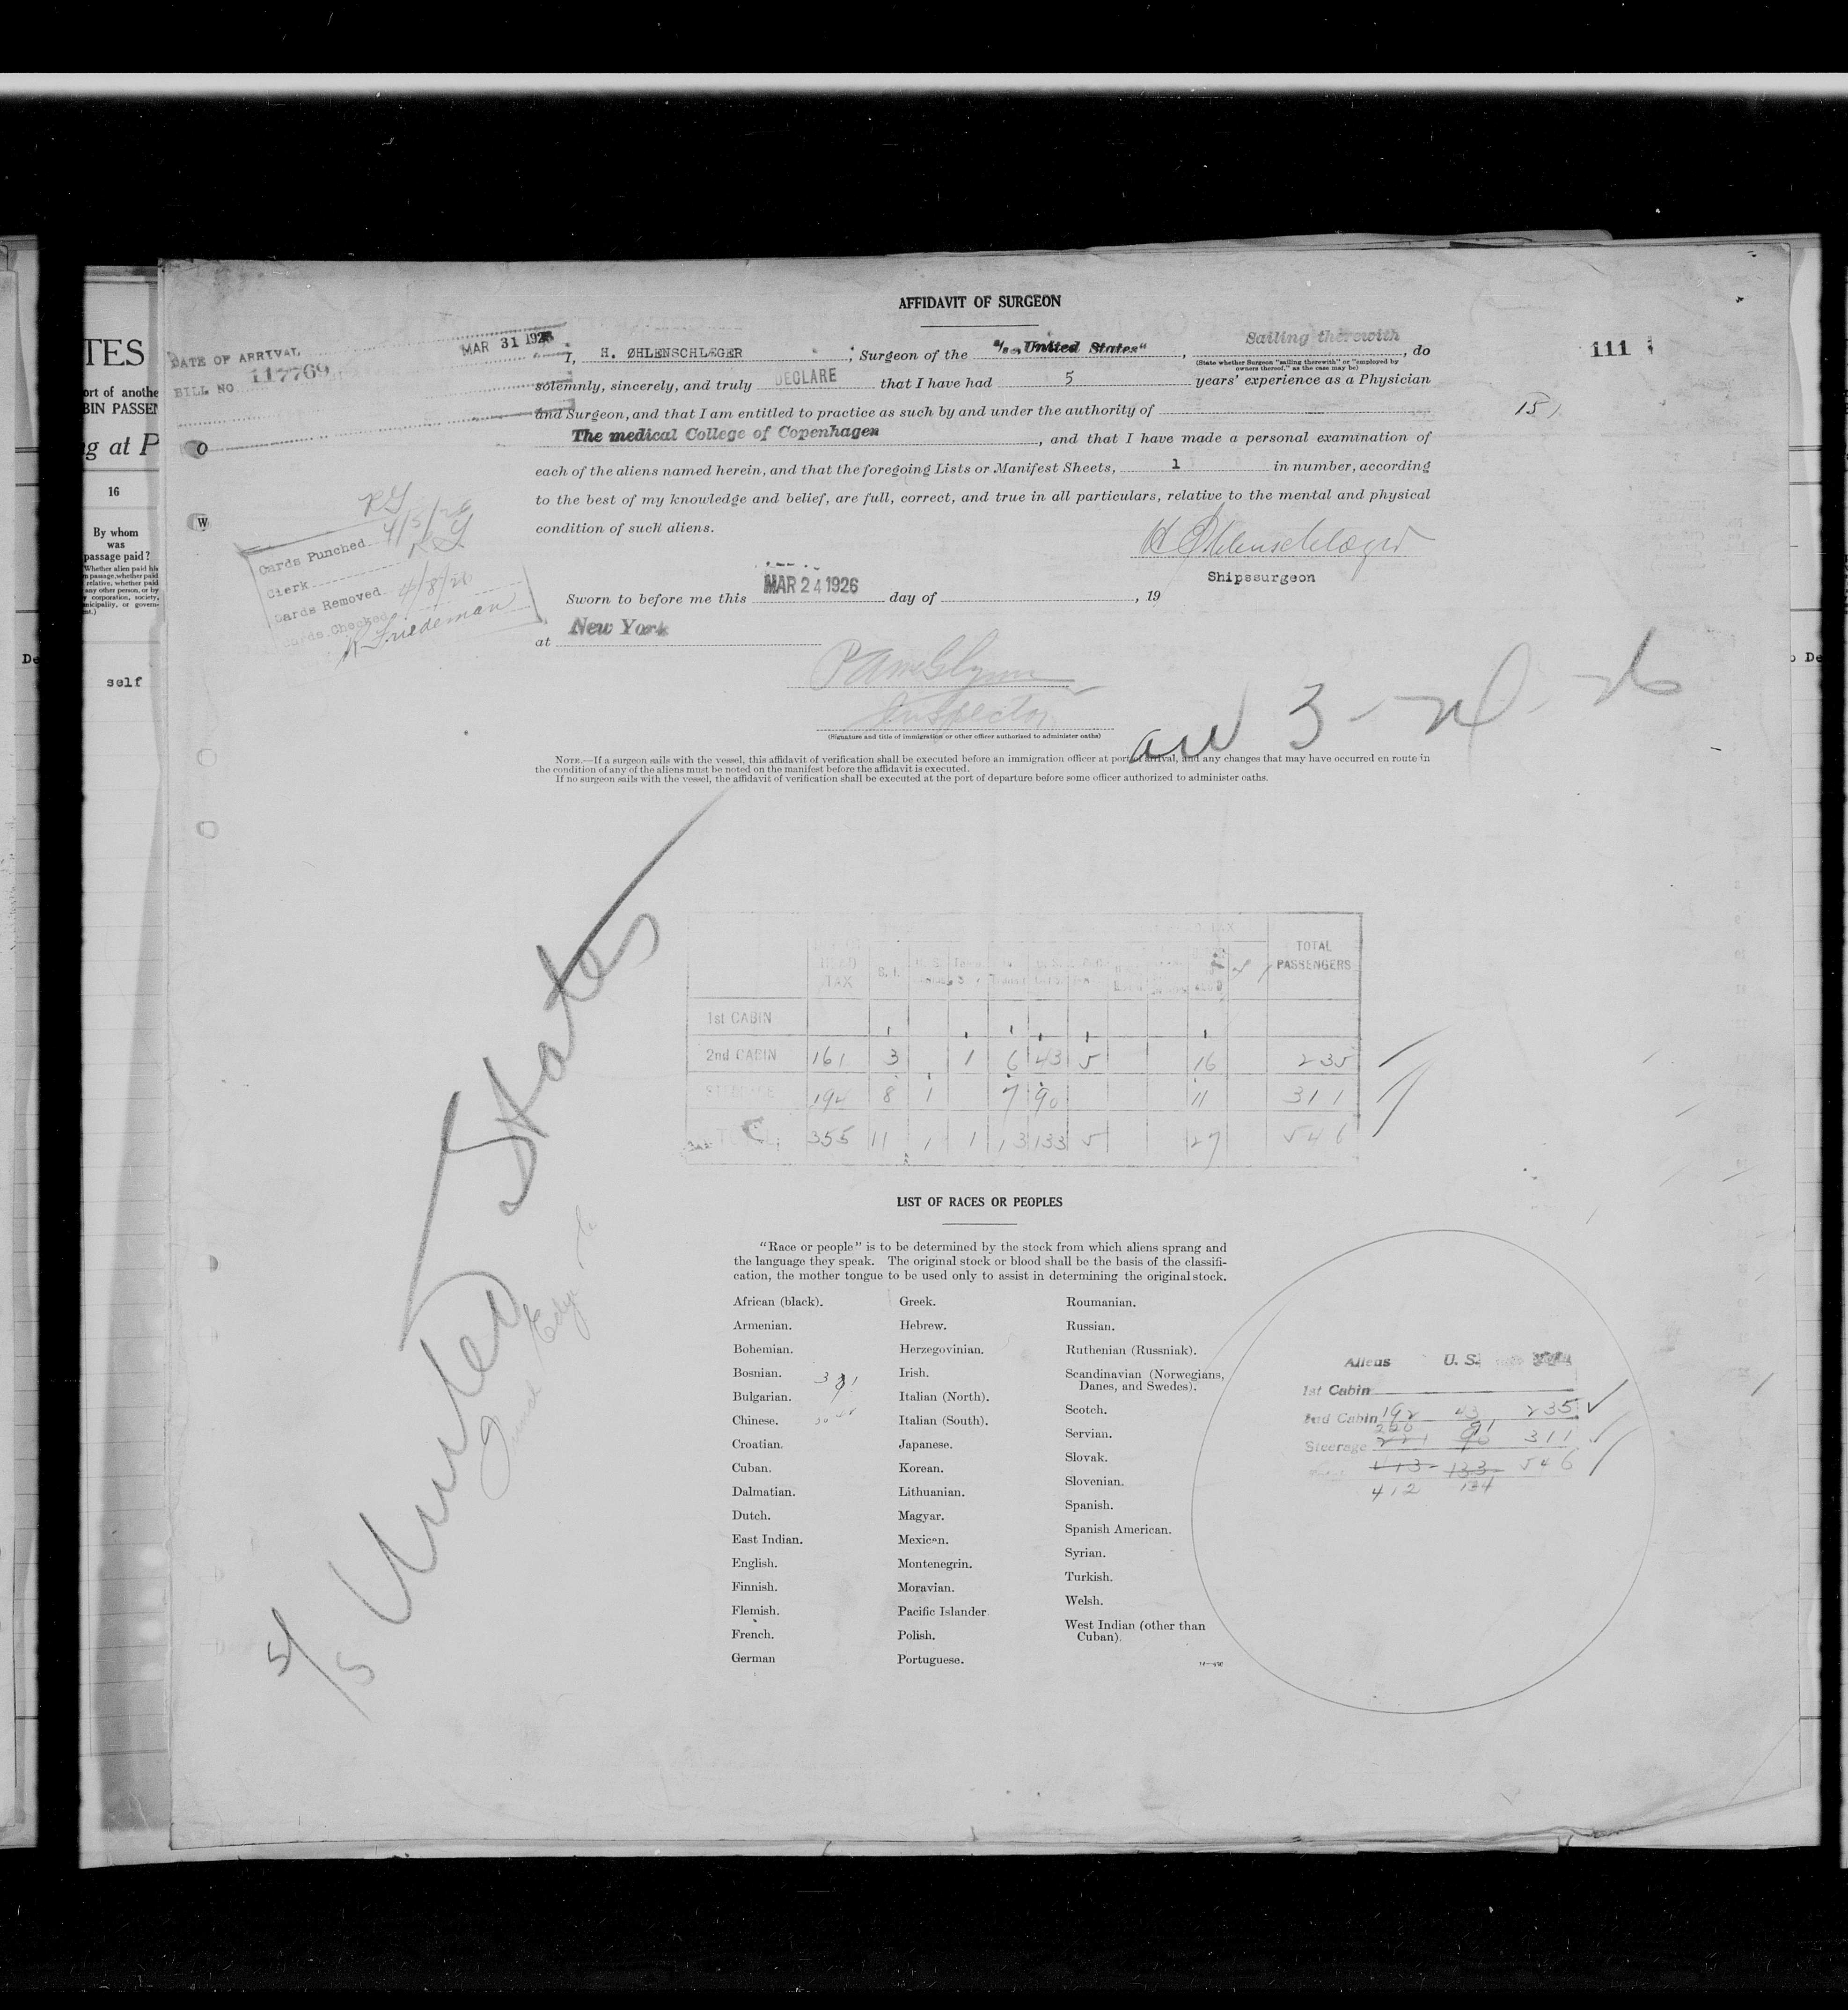 AFFIDAVIT OF SURGEON
DATE OF ARRIVAL MAR 31 1926
BILL NO 117769
111
I, H. ØHLENSCHLÆGER, Surgeon of the "s/s „United States“, Sailing therewith, do
(State whether Surgeon "sailing therewith" or "employed by
owners thereof," as the case may be)
solemnly, sincerely, and truly DECLARE that I have had 5 years' experience as a Physician
and Surgeon, and that I am entitled to practice as such by and under the authority of
The medical College of Copenhagen, and that I have made a personal examination of
each of the aliens named herein, and that the foregoing Lists or Manifest Sheets, 1 in number, according
to the best of my knowledge and belief, are full, correct, and true in all particulars, relative to the mental and physical
condition of such aliens.
H Øhlenschlæger
Shipssurgeon
Sworn to before me this MAR 24 1926 day of , 19
at New York
Inspector
(Signature and title of immigration or other officer authorized to administer oaths)
Cards Punched
Clerk
Cards Removed 4/8/26
Cards Checked
R Friedeman
O
W
NOTE.—If a surgeon sails with the vessel, this affidavit of verification shall be executed before an immigration officer at port of arrival, and any changes that may have occurred en route in
the condition of any of the aliens must be noted on the manifest before the affidavit is executed.
If no surgeon sails with the vessel, the affidavit of verification shall be executed at the port of departure before some officer authorized to administer oaths.
S/S United States
HEAD TAX S. I. TOTAL PASSENGERS
1st CABIN
2nd CABIN 161 3 1 6 43 5 16 235
STEERAGE 194 8 1 7 90 11 311
TOTAL 355 11 1 1 13 133 5 27 546
LIST OF RACES OR PEOPLES
"Race or people" is to be determined by the stock from which aliens sprang and
the language they speak. The original stock or blood shall be the basis of the classifi-
cation, the mother tongue to be used only to assist in determining the original stock.
African (black).
Armenian.
Bohemian.
Bosnian.
Bulgarian.
Chinese.
Croatian.
Cuban.
Dalmatian.
Dutch.
East Indian.
English.
Finnish.
Flemish.
French.
German
Greek.
Hebrew.
Herzegovinian.
Irish.
Italian (North).
Italian (South).
Japanese.
Korean.
Lithuanian.
Magyar.
Mexican.
Montenegrin.
Moravian.
Pacific Islander
Polish.
Portuguese.
Roumanian.
Russian.
Ruthenian (Russniak).
Scandinavian (Norwegians,
Danes, and Swedes).
Scotch.
Servian.
Slovak.
Slovenian.
Spanish.
Spanish American.
Syrian.
Turkish.
Welsh.
West Indian (other than
Cuban).
Aliens U. S.
1st Cabin
2nd Cabin 192 43 235
220 91
Steerage 221 90 311
413 133 546
412 134
TES
ort of anothe
BIN PASSEN
g at P
16
By whom
was
passage paid?
self